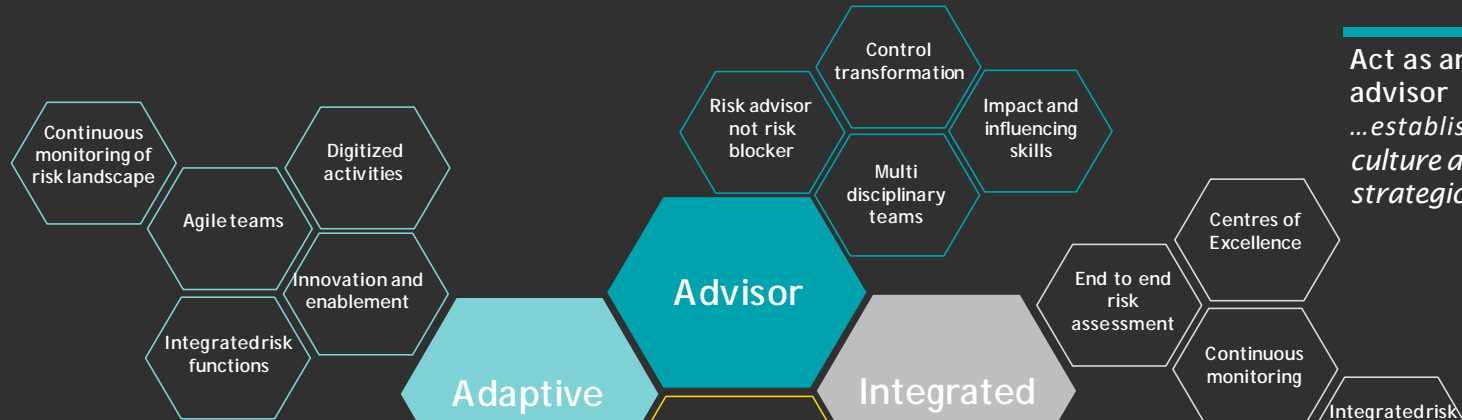 Continuous
monitoring of
risk landscape
Agile teams
Digitized
activities
Innovation and
enablement
Integrated risk
functions
Adaptive
Control
transformation
Risk advisor
not risk
blocker
Impact and
influencing
skills
Multi
disciplinary
teams
Advisor
Integrated
Centres of
Excellence
End to end
risk
assessment
Continuous
monitoring
Integrated risk
Act as
advisor
culture
strategic